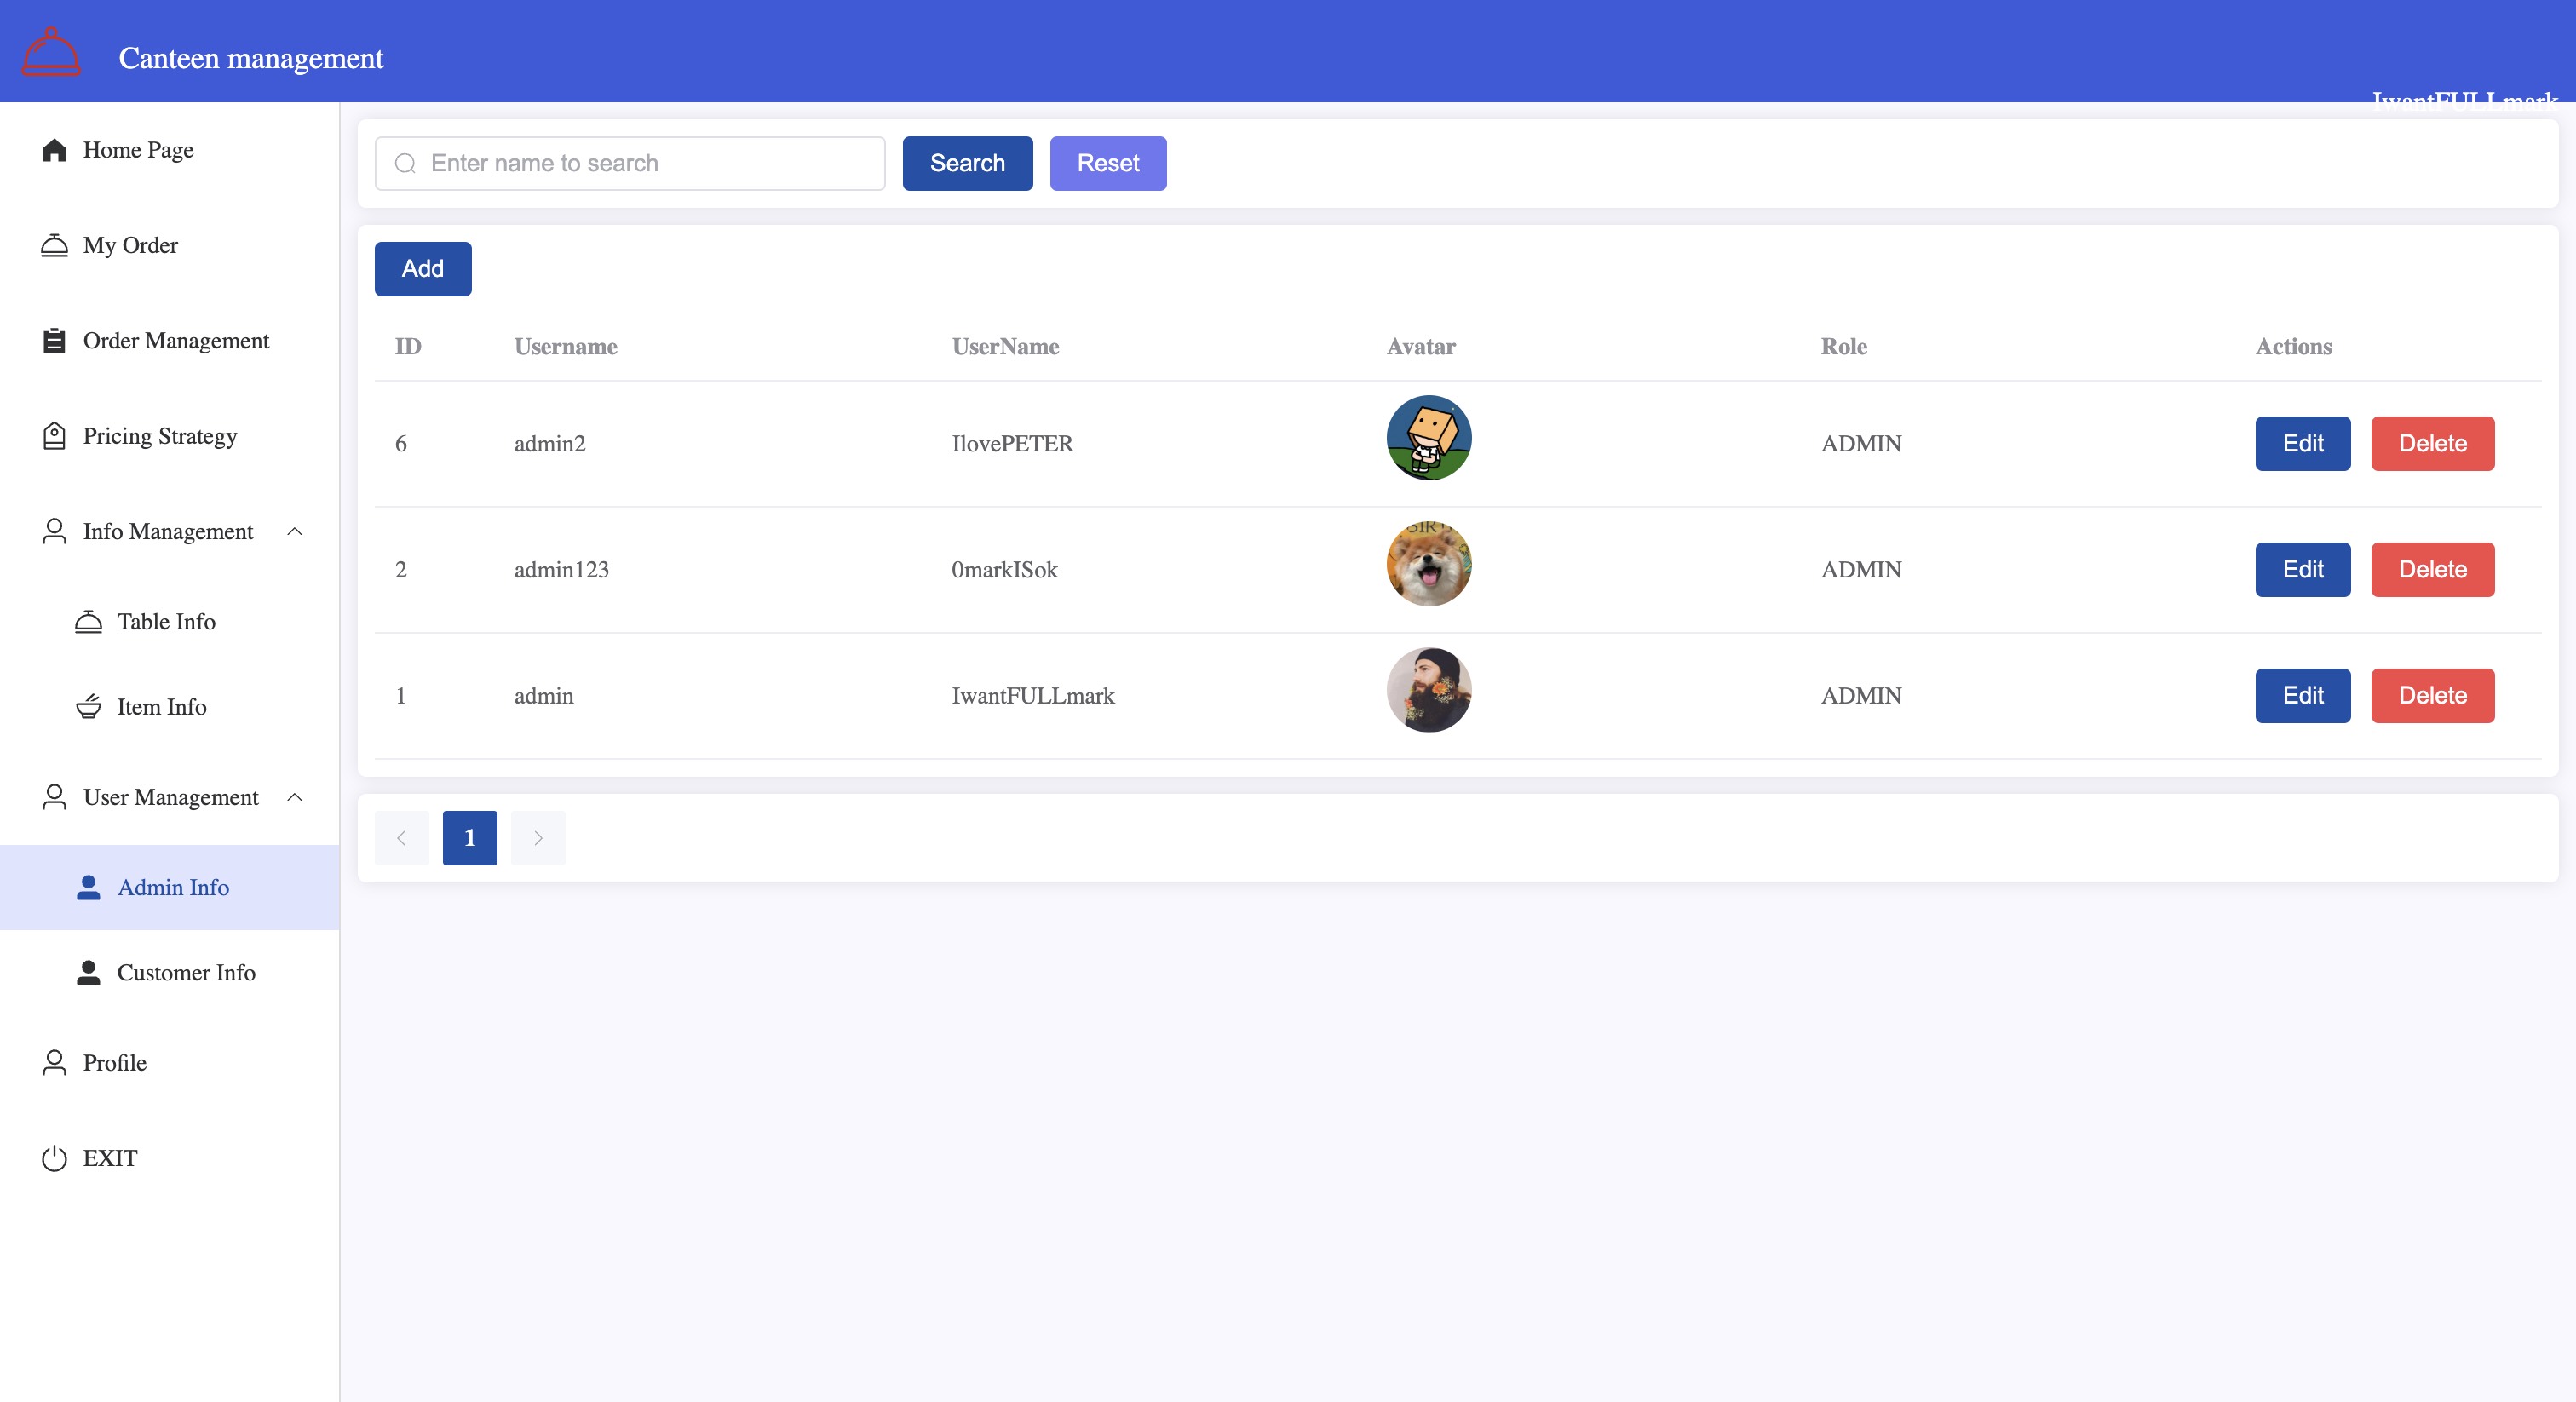 Canteen management
IwantFULLmark
Home Page
My Order
Order Management
Pricing Strategy
Info Management
Table Info
Item Info
User Management
Admin Info
Customer Info
Profile
EXIT
Enter name to search Search Reset
Add
ID Username UserName Avatar Role Actions
6 admin2 IlovePETER ADMIN Edit Delete
2 admin123 0markISok ADMIN Edit Delete
1 admin IwantFULLmark ADMIN Edit Delete
1